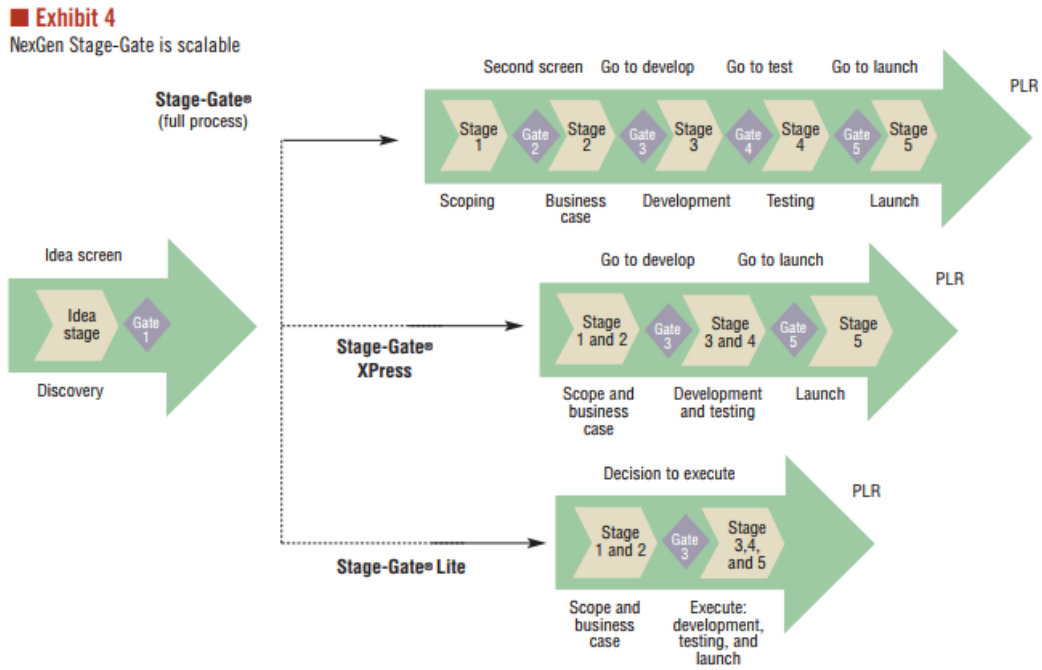 ■ Exhibit 4
NexGen Stage-Gate is scalable
Stage-Gate®
(full process)
Second screen
Go to develop
Go to test
Go to launch
PLR
Stage
1
Gate
2
Stage
2
Gate
3
Stage
3
Gate
4
Stage
4
Gate
5
Stage
5
Scoping
Business
case
Development
Testing
Launch
Idea screen
Idea
stage
Gate
1
Discovery
Stage-Gate®
XPress
Go to develop
Go to launch
PLR
Stage
1 and 2
Gate
3
Stage
3 and 4
Gate
5
Stage
5
Scope and
business
case
Development
and testing
Launch
Stage-Gate® Lite
Decision to execute
PLR
Stage
1 and 2
Gate
3
Stage
3,4,
and 5
Scope and
business
case
Execute:
development,
testing, and
launch